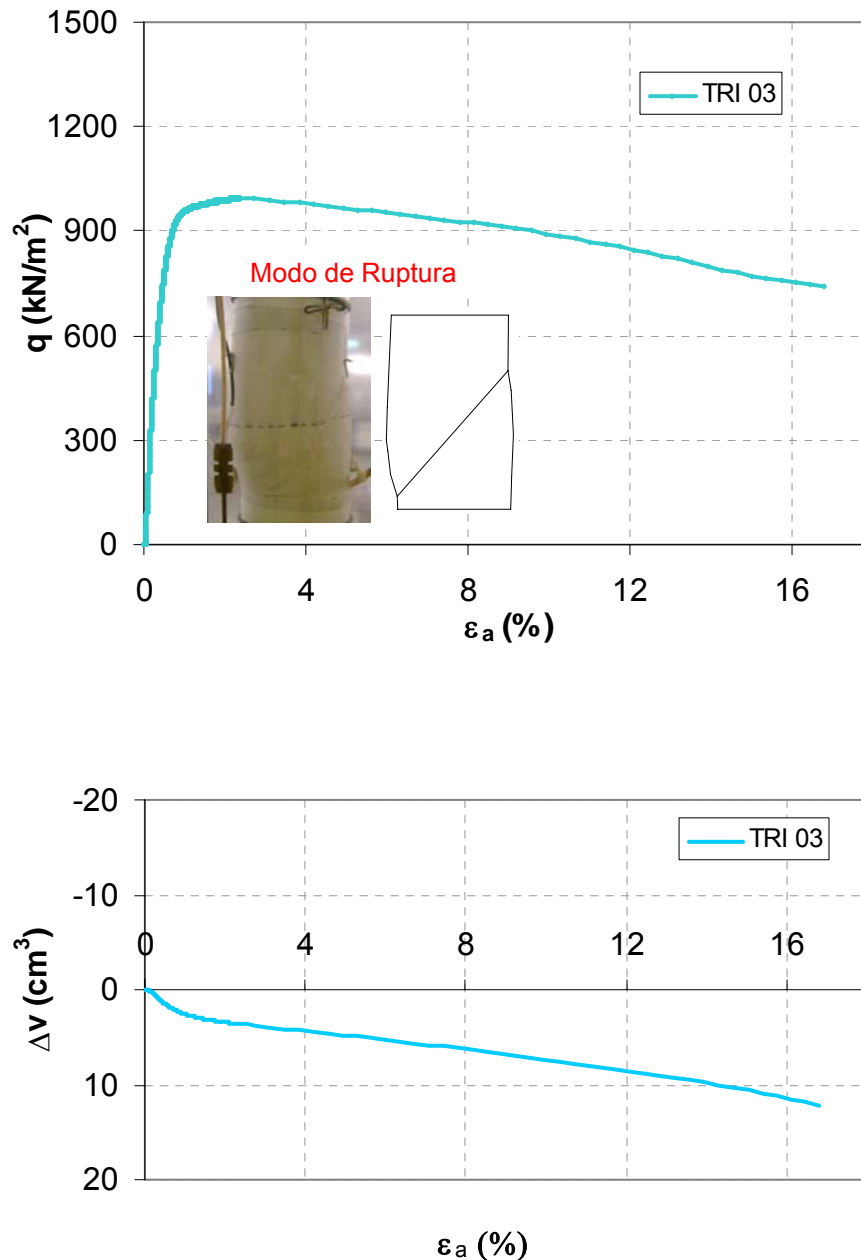 1500
1200
900
600
300
0
q (kN/m²)
TRI 03
Modo de Ruptura
0 4 8 12 16
εa (%)
-20
-10
0
10
20
Δv (cm³)
TRI 03
0 4 8 12 16
εa (%)